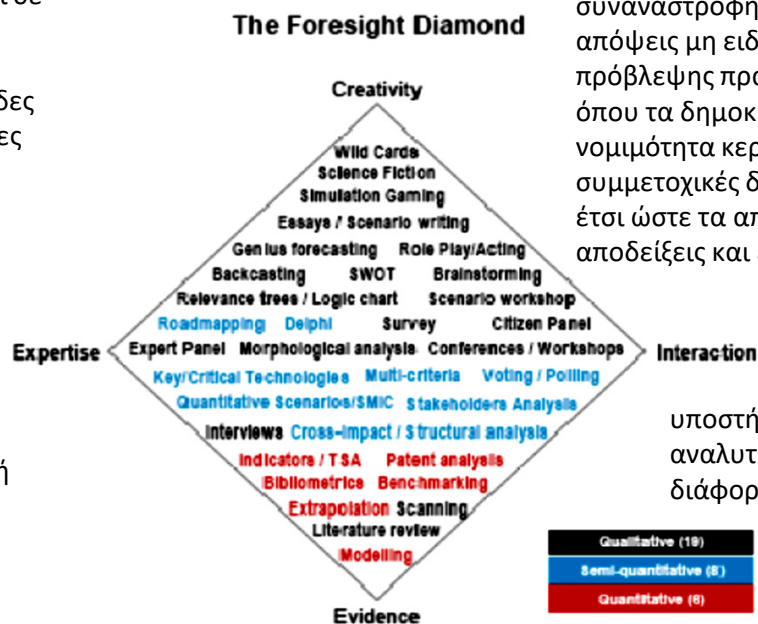 The Foresight Diamond
συναναστροφή
απόψεις μη ειδ
πρόβλεψης προ
όπου τα δημοκ
νομιμότητα κερ
συμμετοχικές δ
έτσι ώστε τα απ
αποδείξεις και ε
δες
ες
Creativity
Wild Cards
Science Fiction
Simulation Gaming
Essays / Scenario writing
Genius forecasting Role Play/Acting
Backcasting SWOT Brainstorming
Relevance trees / Logic chart Scenario workshop
Roadmapping Delphi Survey Citizen Panel
Expertise Expert Panel Morphological analysis Conferences / Workshops Interaction
Key/Critical Technologies Multi-criteria Voting / Polling
Quantitative Scenarios/SMIC Stakeholders Analysis
Interviews Cross-impact / Structural analysis
Indicators / TSA Patent analysis
Bibliometrics Benchmarking
Extrapolation Scanning
Literature review
Modelling
Evidence
ή
υποστή
αναλυτ
διάφορ
Qualitative (19)
Semi-quantitative (8)
Quantitative (6)